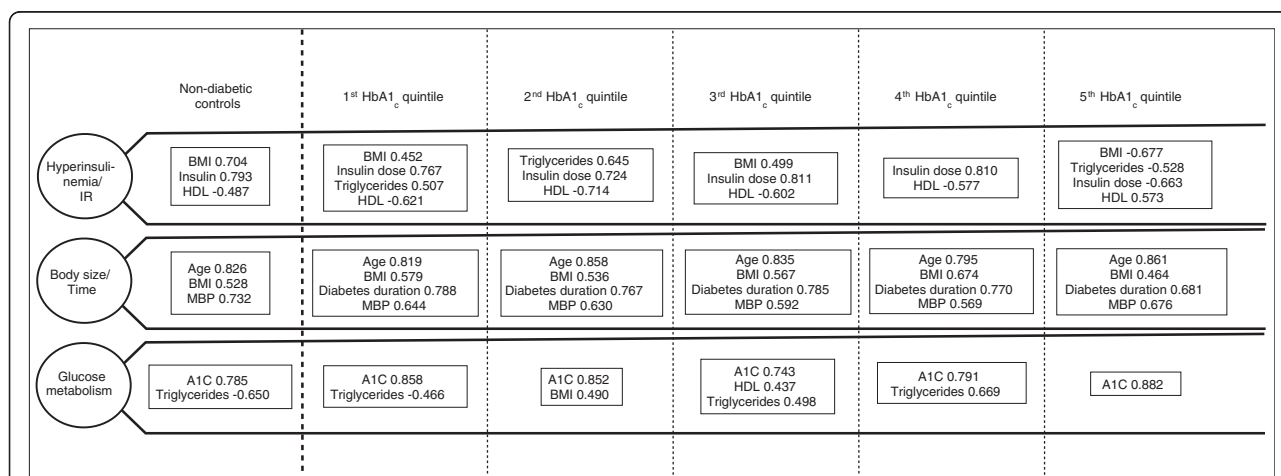 Non-diabetic
controls
1st HbA1c quintile
2nd HbA1c quintile
3rd HbA1c quintile
4th HbA1c quintile
5th HbA1c quintile
Hyperinsuli-
nemia/
IR
BMI 0.704
Insulin 0.793
HDL -0.487
BMI 0.452
Insulin dose 0.767
Triglycerides 0.507
HDL -0.621
Triglycerides 0.645
Insulin dose 0.724
HDL -0.714
BMI 0.499
Insulin dose 0.811
HDL -0.602
Insulin dose 0.810
HDL -0.577
BMI -0.677
Triglycerides -0.528
Insulin dose -0.663
HDL 0.573
Body size/
Time
Age 0.826
BMI 0.528
MBP 0.732
Age 0.819
BMI 0.579
Diabetes duration 0.788
MBP 0.644
Age 0.858
BMI 0.536
Diabetes duration 0.767
MBP 0.630
Age 0.835
BMI 0.567
Diabetes duration 0.785
MBP 0.592
Age 0.795
BMI 0.674
Diabetes duration 0.770
MBP 0.569
Age 0.861
BMI 0.464
Diabetes duration 0.681
MBP 0.676
Glucose
metabolism
A1C 0.785
Triglycerides -0.650
A1C 0.858
Triglycerides -0.466
A1C 0.852
BMI 0.490
A1C 0.743
HDL 0.437
Triglycerides 0.498
A1C 0.791
Triglycerides 0.669
A1C 0.882